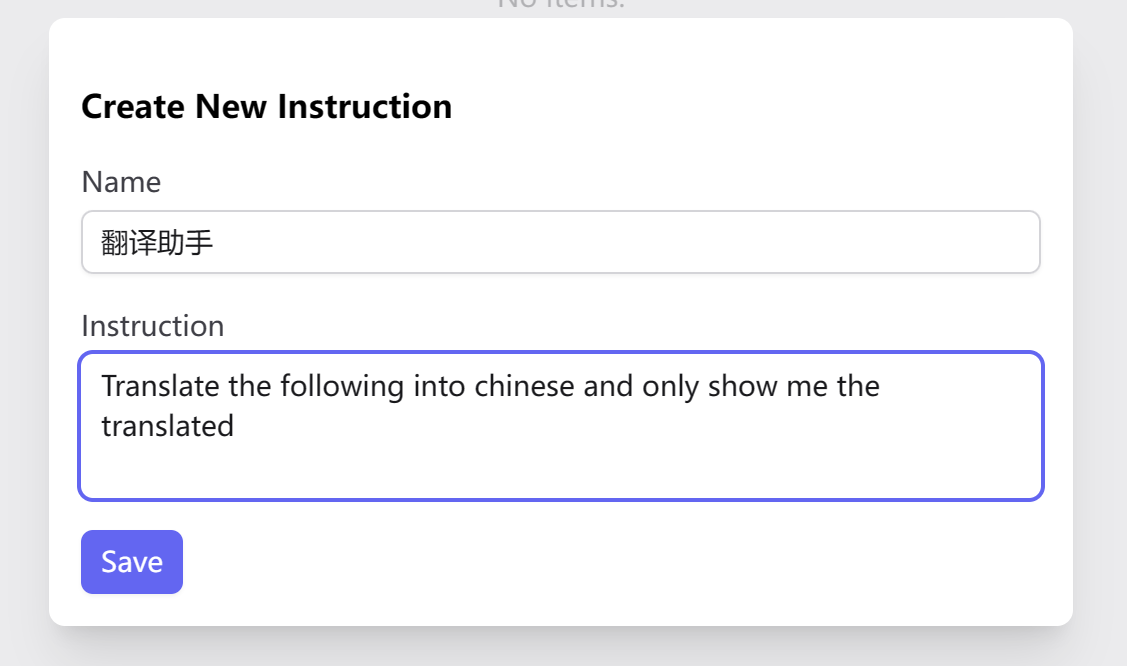 No items.
Create New Instruction
Name
翻译助手
Instruction
Translate the following into chinese and only show me the
translated
Save